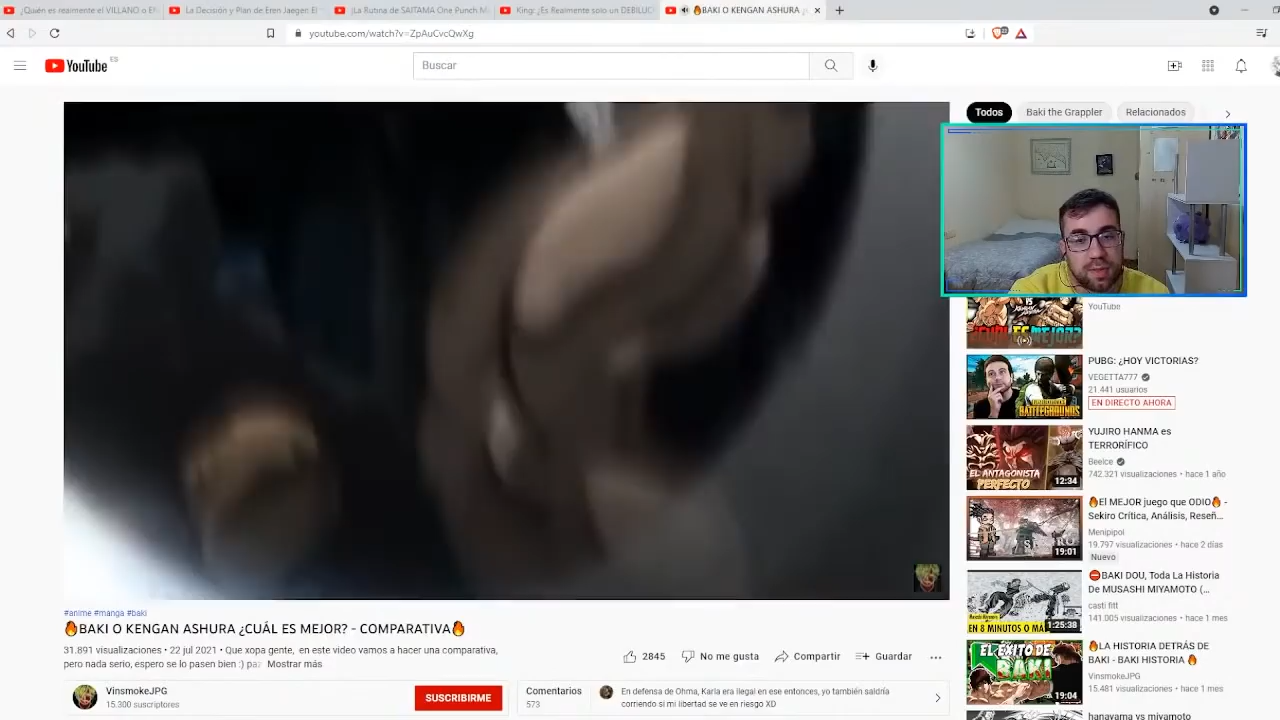 ¿Quién es realmente el VILLANO o E
La Decisión y Plan de Eren Jaeger: El
¡La Rutina de SAITAMA One Punch M
King: ¿Es Realmente solo un DEBILUC
🔥BAKI O KENGAN ASHURA ¿
youtube.com/watch?v=ZpAuCvcQwXg
YouTube ES
Buscar
Todos
Baki the Grappler
Relacionados
YouTube
¿CUÁL ES MEJOR?
PUBG: ¿HOY VICTORIAS?
VEGETTA777
21.441 usuarios
EN DIRECTO AHORA
BATTLEGROUNDS
YUJIRO HANMA es
TERRORÍFICO
Beelce
742.321 visualizaciones • hace 1 año
EL ANTAGONISTA
PERFECTO
12:34
🔥El MEJOR juego que ODIO🔥 -
Sekiro Crítica, Análisis, Reseñ...
Menipipol
19.797 visualizaciones • hace 2 días
Nuevo
19:01
⛔BAKI DOU, Toda La Historia
De MUSASHI MIYAMOTO (...
casti fitt
141.005 visualizaciones • hace 1 mes
EN 8 MINUTOS O MÁ
1:25:38
🔥LA HISTORIA DETRÁS DE
BAKI - BAKI HISTORIA 🔥
VinsmokeJPG
15.481 visualizaciones • hace 1 mes
EL ÉXITO DE
19:04
hanayama vs miyamoto
#anime #manga #baki
🔥BAKI O KENGAN ASHURA ¿CUÁL ES MEJOR? - COMPARATIVA🔥
31.891 visualizaciones • 22 jul 2021 • Que xopa gente, en este video vamos a hacer una comparativa,
pero nada serio, espero se lo pasen bien :) paz Mostrar más
2845
No me gusta
Compartir
Guardar
VinsmokeJPG
15.300 suscriptores
SUSCRIBIRME
Comentarios
573
En defensa de Ohma, Karla era ilegal en ese entonces, yo también saldría
corriendo si mi libertad se ve en riesgo XD